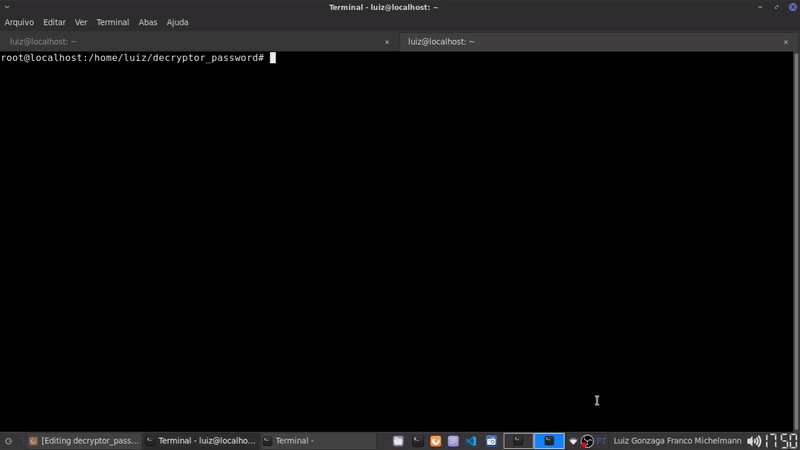 Terminal - luiz@localhost: ~
Arquivo Editar Ver Terminal Abas Ajuda
luiz@localhost: ~ luiz@localhost: ~
root@localhost:/home/luiz/decryptor_password#
[Editing decryptor_pass... Terminal - luiz@localho... Terminal - PT Luiz Gonzaga Franco Michelmann 17:50